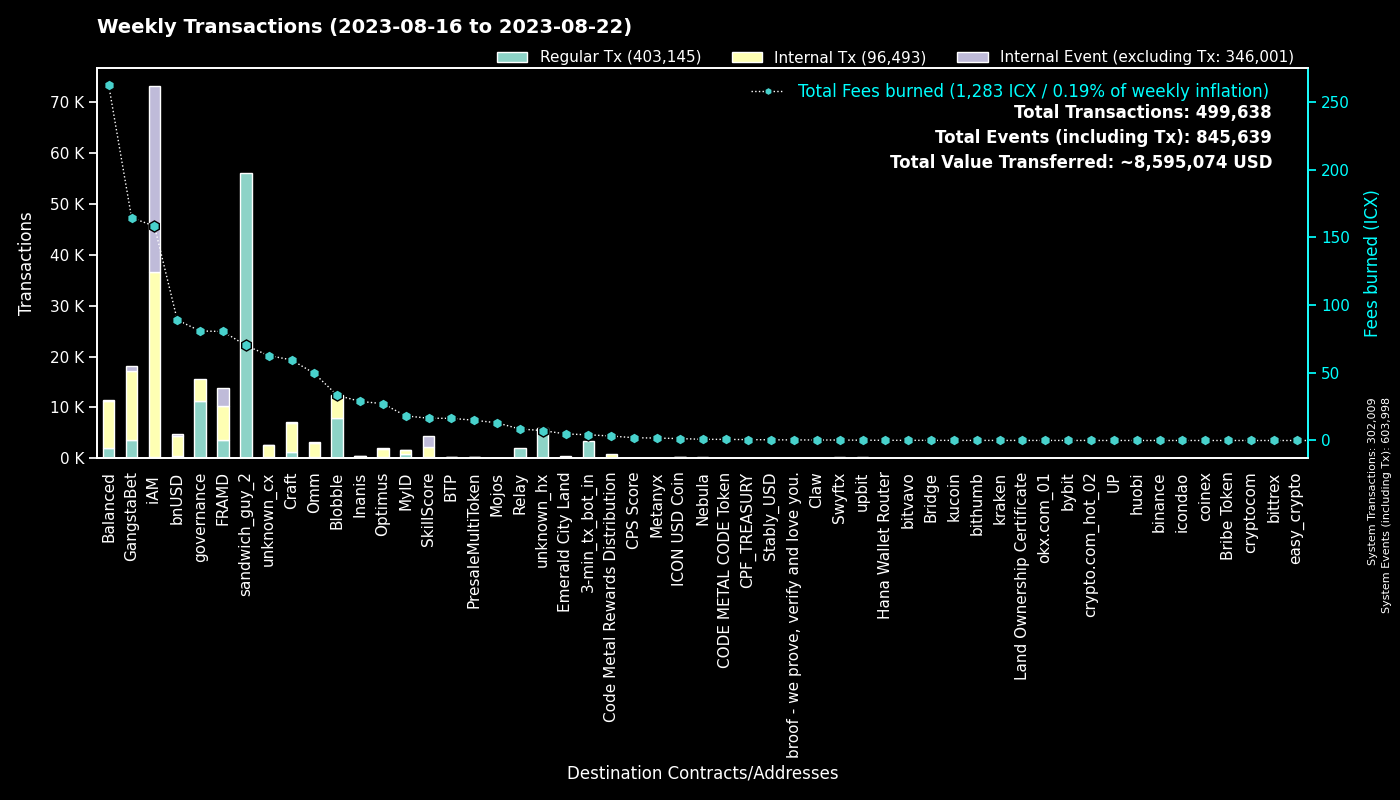 Weekly Transactions (2023-08-16 to 2023-08-22)
Regular Tx (403,145)
Internal Tx (96,493)
Internal Event (excluding Tx: 346,001)
Total Fees burned (1,283 ICX / 0.19% of weekly inflation)
Total Transactions: 499,638
Total Events (including Tx): 845,639
Total Value Transferred: ~8,595,074 USD
Transactions
70 K
60 K
50 K
40 K
30 K
20 K
10 K
0 K
250
200
150
100
50
0
Fees burned (ICX)
System Transactions: 302,009
System Events (including Tx): 603,998
Balanced
GangstaBet
iAM
bnUSD
governance
FRAMD
sandwich_guy_2
unknown_cx
Craft
Omm
Blobble
Inanis
Optimus
MyID
SkillScore
BTP
PresaleMultiToken
Mojos
Relay
unknown_hx
Emerald City Land
3-min_tx_bot_in
Code Metal Rewards Distribution
CPS Score
Metanyx
ICON USD Coin
Nebula
CODE METAL CODE Token
CPF_TREASURY
Stably_USD
broof - we prove, verify and love you.
Claw
Swyftx
upbit
Hana Wallet Router
bitvavo
Bridge
kucoin
bithumb
kraken
Land Ownership Certificate
okx.com_01
bybit
crypto.com_hot_02
UP
huobi
binance
icondao
coinex
Bribe Token
cryptocom
bittrex
easy_crypto
Destination Contracts/Addresses